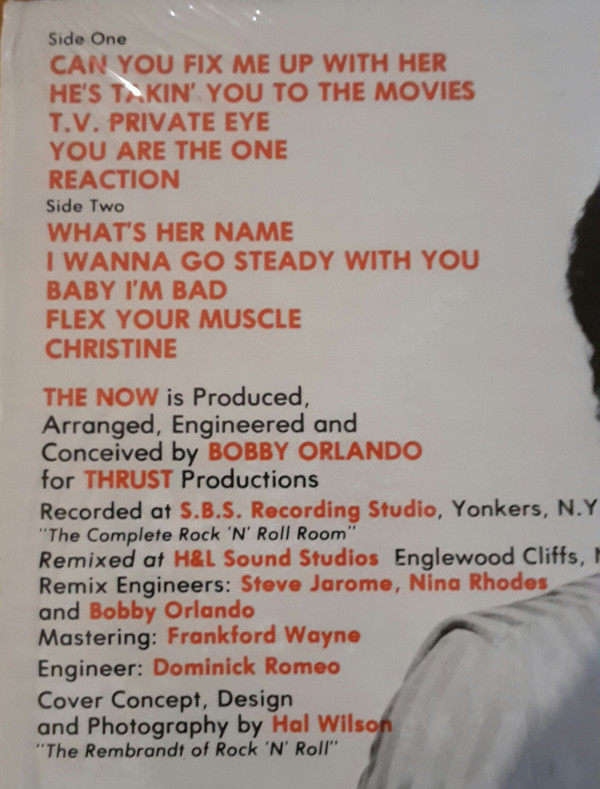 Side One
CAN YOU FIX ME UP WITH HER
HE'S TAKIN' YOU TO THE MOVIES
T.V. PRIVATE EYE
YOU ARE THE ONE
REACTION
Side Two
WHAT'S HER NAME
I WANNA GO STEADY WITH YOU
BABY I'M BAD
FLEX YOUR MUSCLE
CHRISTINE
THE NOW is Produced,
Arranged, Engineered and
Conceived by BOBBY ORLANDO
for THRUST Productions
Recorded at S.B.S. Recording Studio, Yonkers, N.Y
"The Complete Rock 'N' Roll Room"
Remixed at H&L Sound Studios Englewood Cliffs,
Remix Engineers: Steve Jarome, Nina Rhodes
and Bobby Orlando
Mastering: Frankford Wayne
Engineer: Dominick Romeo
Cover Concept, Design
and Photography by Hal Wilson
"The Rembrandt of Rock 'N' Roll"